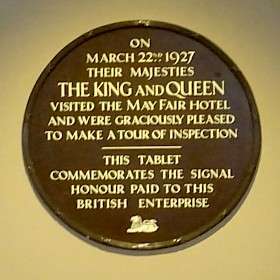 ON
MARCH 22ND 1927
THEIR MAJESTIES
THE KING AND QUEEN
VISITED THE MAY FAIR HOTEL
AND WERE GRACIOUSLY PLEASED
TO MAKE A TOUR OF INSPECTION
THIS TABLET
COMMEMORATES THE SIGNAL
HONOUR PAID TO THIS
BRITISH ENTERPRISE